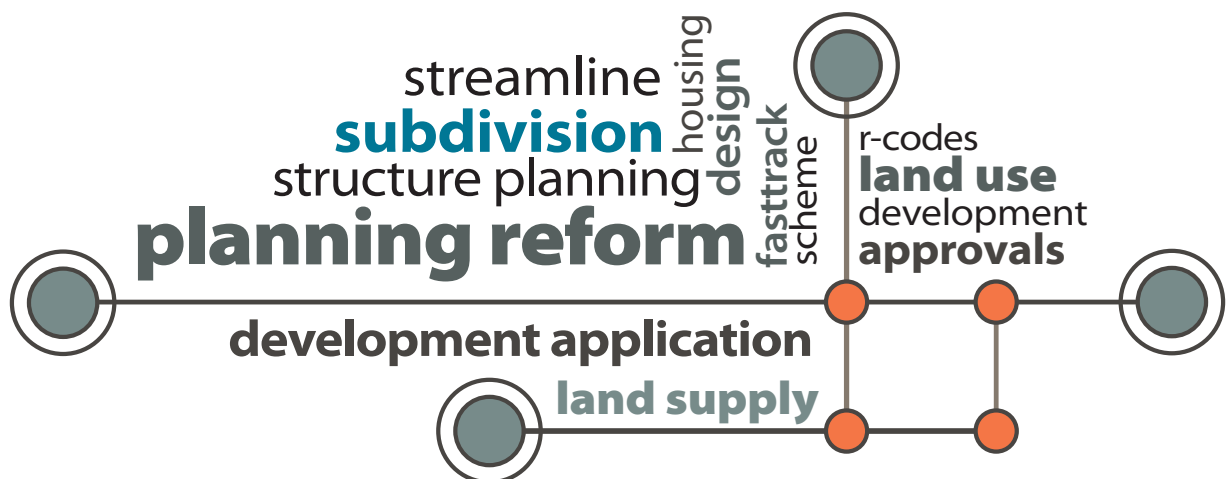 streamline
subdivision
structure planning
planning reform
housing
design
fasttrack
scheme
r-codes
land use
development
approvals
development application
land supply